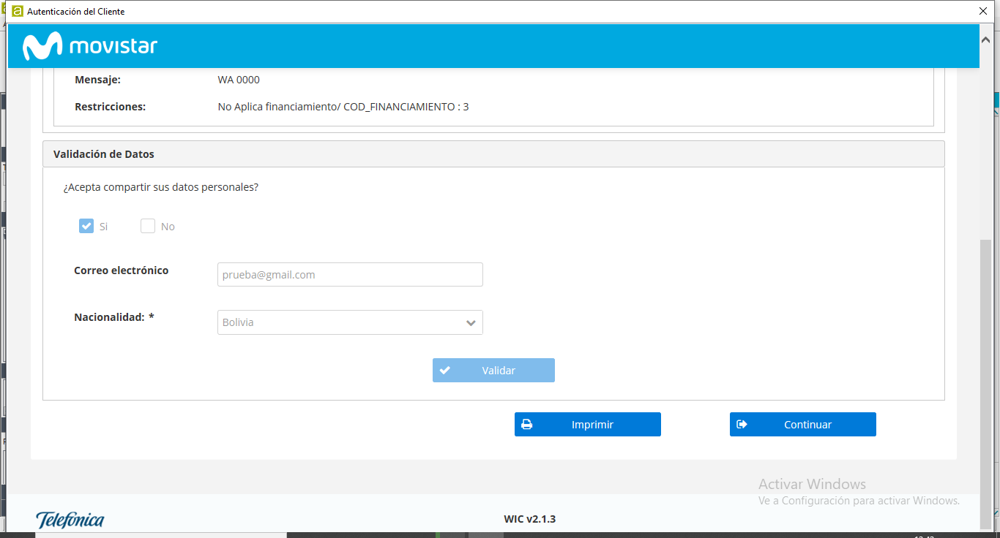 Autenticación del Cliente
movistar
Mensaje: WA 0000
Restricciones: No Aplica financiamiento/ COD_FINANCIAMIENTO : 3
Validación de Datos
¿Acepta compartir sus datos personales?
Si No
Correo electrónico prueba@gmail.com
Nacionalidad: * Bolivia
Validar
Imprimir Continuar
Activar Windows
Ve a Configuración para activar Windows.
Telefónica WIC v2.1.3